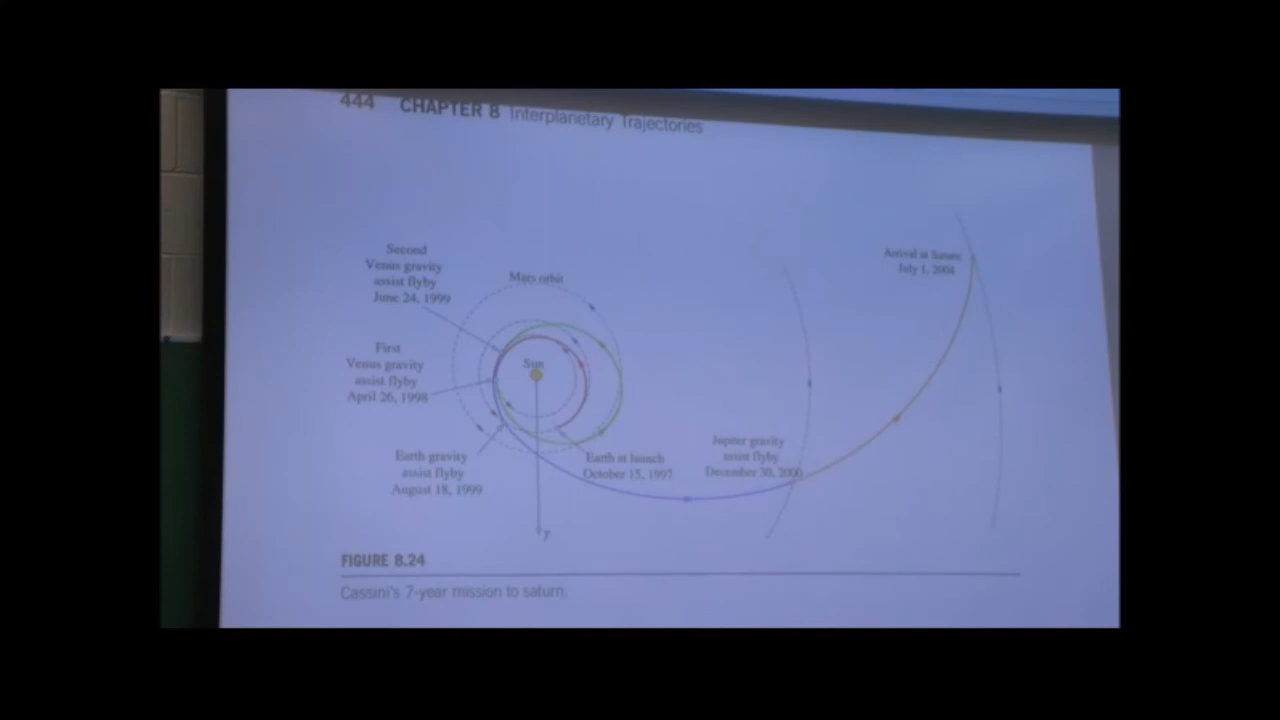 444 CHAPTER 8 Interplanetary Trajectories
Second
Venus gravity
assist flyby
June 24, 1999
Mars orbit
Arrival at Saturn
July 1, 2004
First
Venus gravity
assist flyby
April 26, 1998
Sun
Earth gravity
assist flyby
August 18, 1999
Earth at launch
October 15, 1997
Jupiter gravity
assist flyby
December 30, 2000
FIGURE 8.24
Cassini's 7-year mission to saturn.